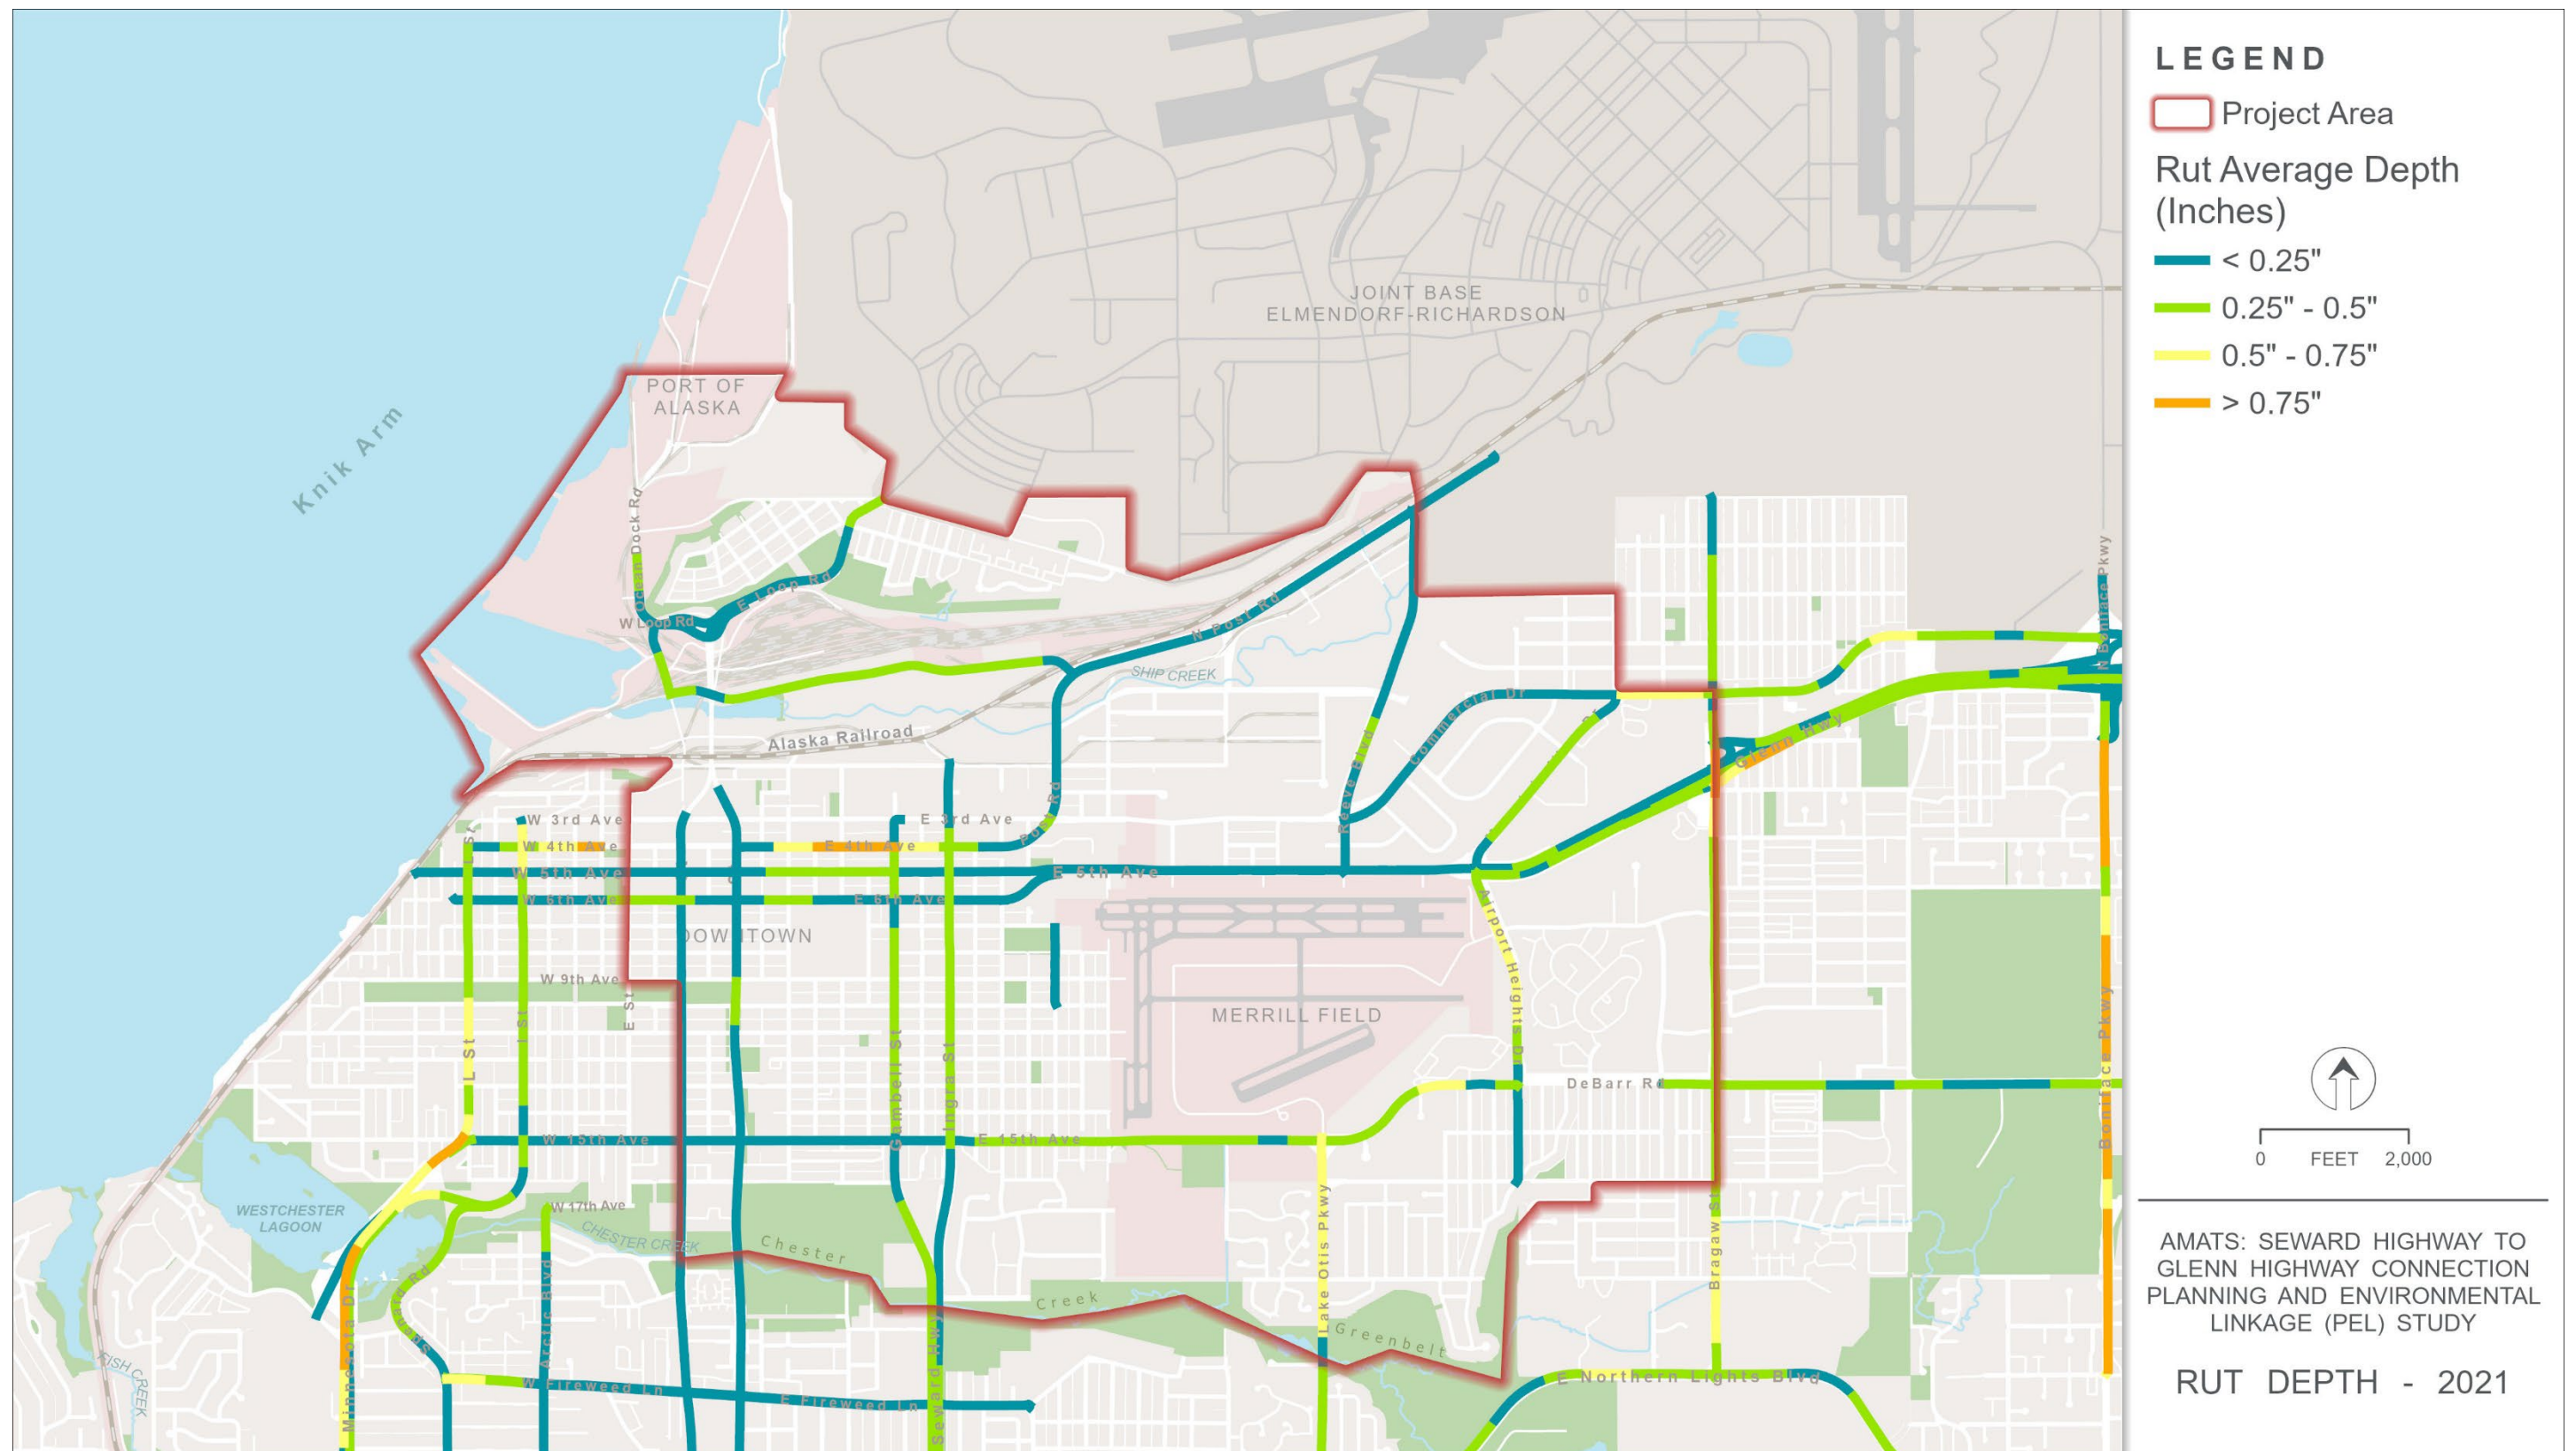 LEGEND
Project Area
Rut Average Depth
(Inches)
< 0.25"
0.25" - 0.5"
0.5" - 0.75"
> 0.75"
0 FEET 2,000
AMATS: SEWARD HIGHWAY TO
GLENN HIGHWAY CONNECTION
PLANNING AND ENVIRONMENTAL
LINKAGE (PEL) STUDY
RUT DEPTH - 2021
JOINT BASE
ELMENDORF-RICHARDSON
PORT OF
ALASKA
Knik Arm
Ocean Dock Rd
E Loop Rd
W Loop Rd
N Post Rd
SHIP CREEK
Alaska Railroad
Commercial Dr
Reeve Blvd
Glenn Hwy
N Boniface Pkwy
Post Rd
W 3rd Ave
E 3rd Ave
L St
W 4th Ave
E 4th Ave
W 5th Ave
E 5th Ave
W 6th Ave
E 6th Ave
DOWNTOWN
Airport Heights Dr
W 9th Ave
E St
I St
L St
Gambell St
Ingra St
MERRILL FIELD
DeBarr Rd
Boniface Pkwy
W 15th Ave
E 15th Ave
W 17th Ave
WESTCHESTER
LAGOON
CHESTER CREEK
Chester
Creek
Greenbelt
Lake Otis Pkwy
Bragaw St
Minnesota Dr
Arctic Blvd
Seward Hwy
FISH CREEK
W Fireweed Ln
E Fireweed Ln
E Northern Lights Blvd